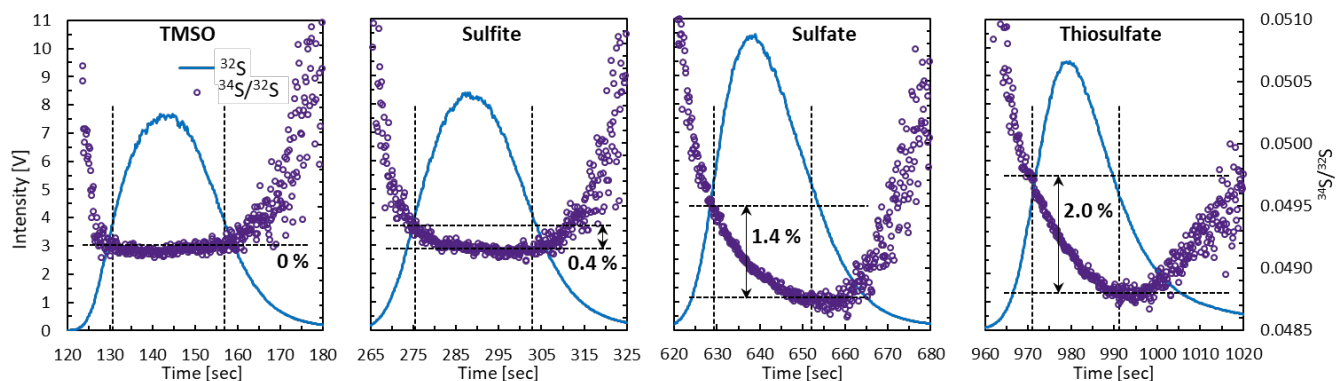 TMSO
Sulfite
Sulfate
Thiosulfate
³²S
³⁴S/³²S
Intensity [V]
11
10
9
8
7
6
5
4
3
2
1
0
0 %
0.4 %
1.4 %
2.0 %
0.0510
0.0505
0.0500
0.0495
0.0490
0.0485
³⁴S/³²S
120 130 140 150 160 170 180
265 275 285 295 305 315 325
620 630 640 650 660 670 680
960 970 980 990 1000 1010 1020
Time [sec]
Time [sec]
Time [sec]
Time [sec]